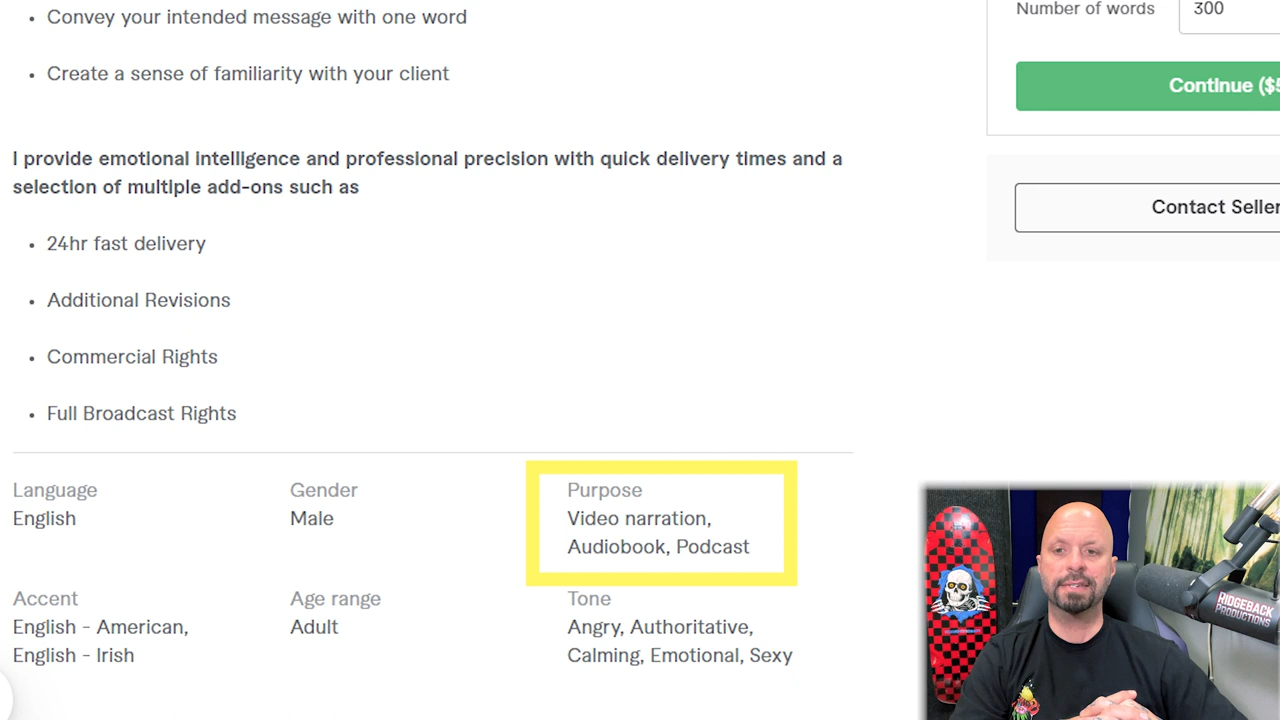 Convey your intended message with one word
Create a sense of familiarity with your client
I provide emotional intelligence and professional precision with quick delivery times and a
selection of multiple add-ons such as
24hr fast delivery
Additional Revisions
Commercial Rights
Full Broadcast Rights
Language
English
Gender
Male
Purpose
Video narration,
Audiobook, Podcast
Accent
English - American,
English - Irish
Age range
Adult
Tone
Angry, Authoritative,
Calming, Emotional, Sexy
Number of words
300
Continue ($5
Contact Seller
RIDGEBACK
PRODUCTIONS